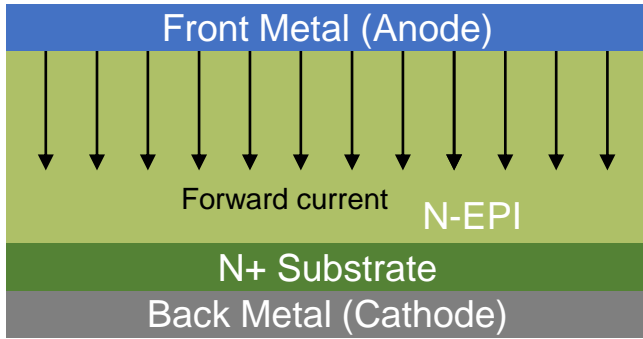 Front Metal (Anode)
Forward current
N-EPI
N+ Substrate
Back Metal (Cathode)